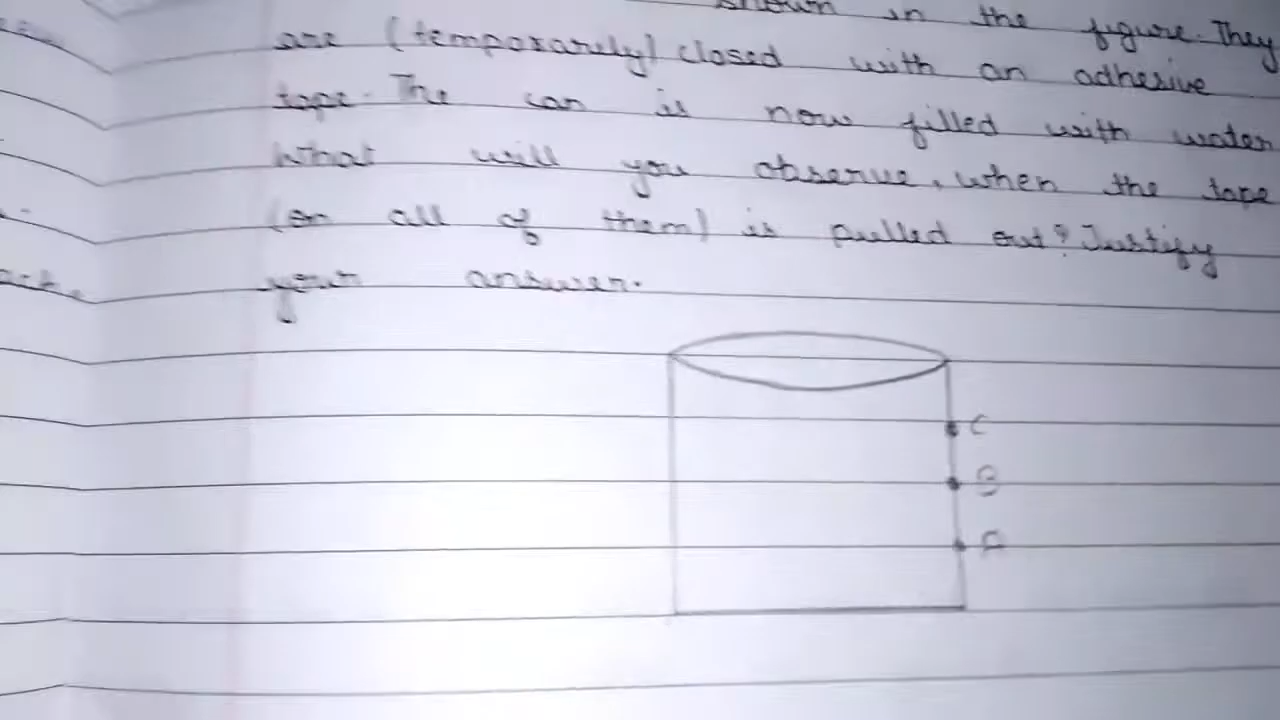 shown in the figure. They
are (temporarely) closed with an adhesive
tape. The can is now filled with water
What will you observe, when the tape
(on all of them) is pulled out? Justify
your answer.
C
B
A